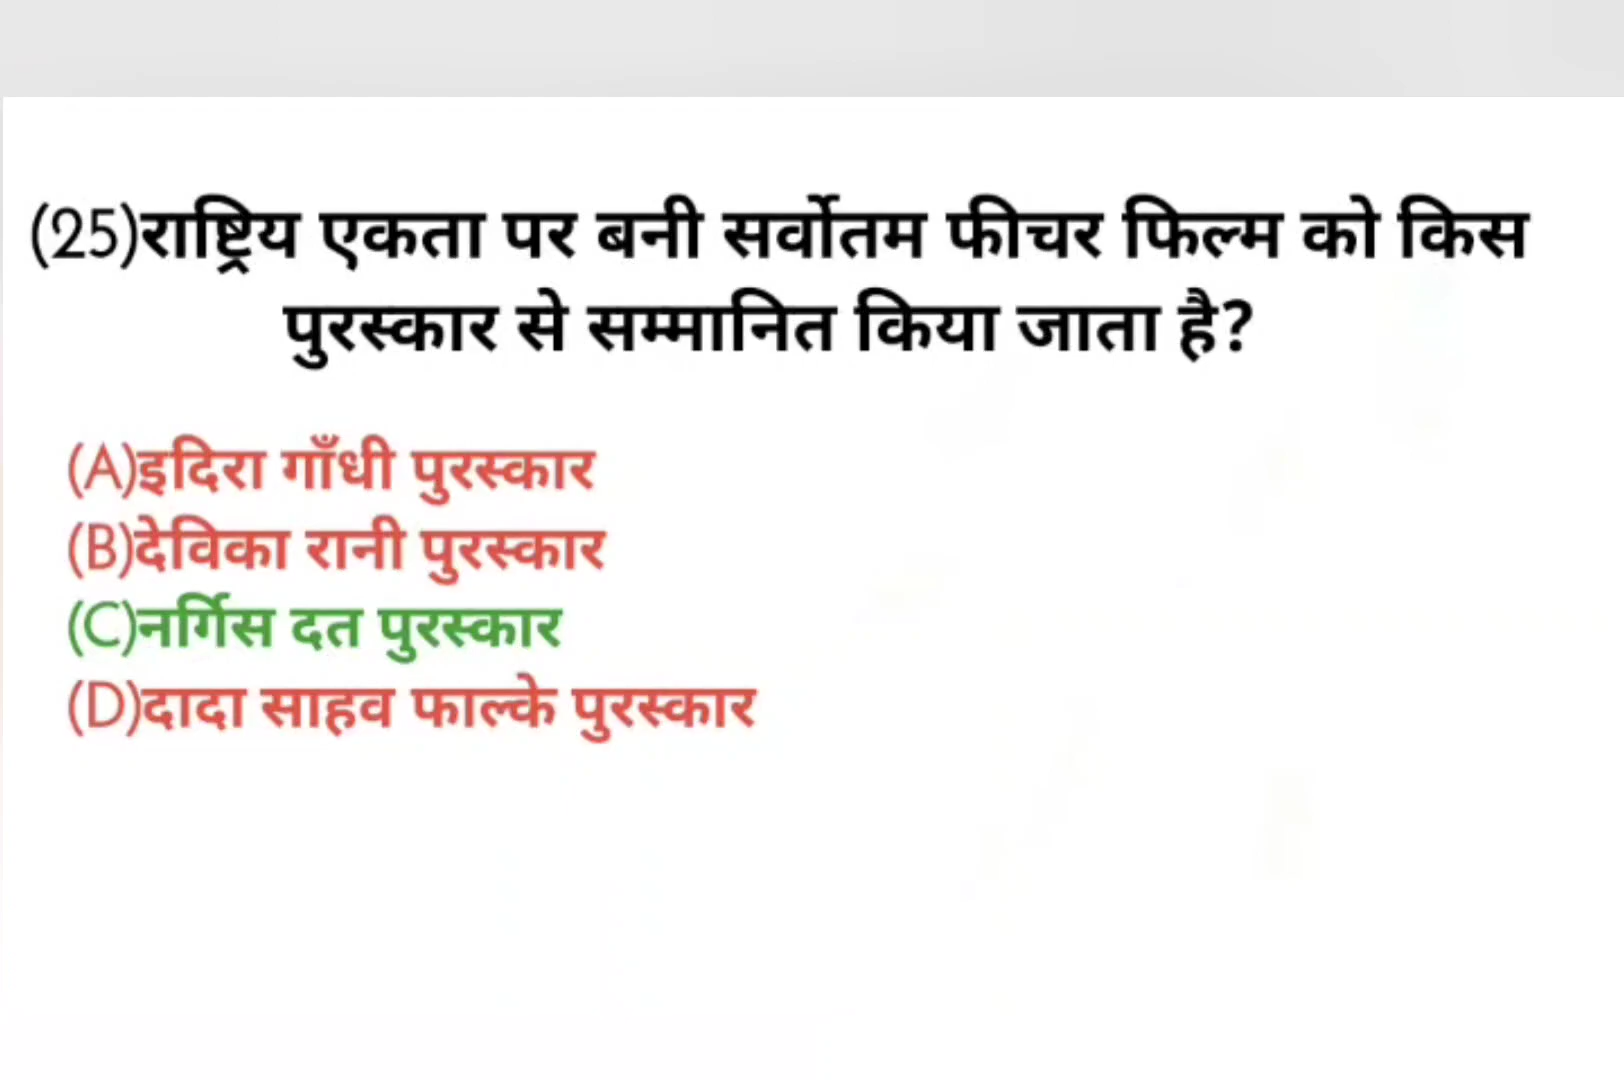 (25)राष्ट्रिय एकता पर बनी सर्वोतम फीचर फिल्म को किस
पुरस्कार से सम्मानित किया जाता है?
(A)इदिरा गाँधी पुरस्कार
(B)देविका रानी पुरस्कार
(C)नर्गिस दत पुरस्कार
(D)दादा साहव फाल्के पुरस्कार